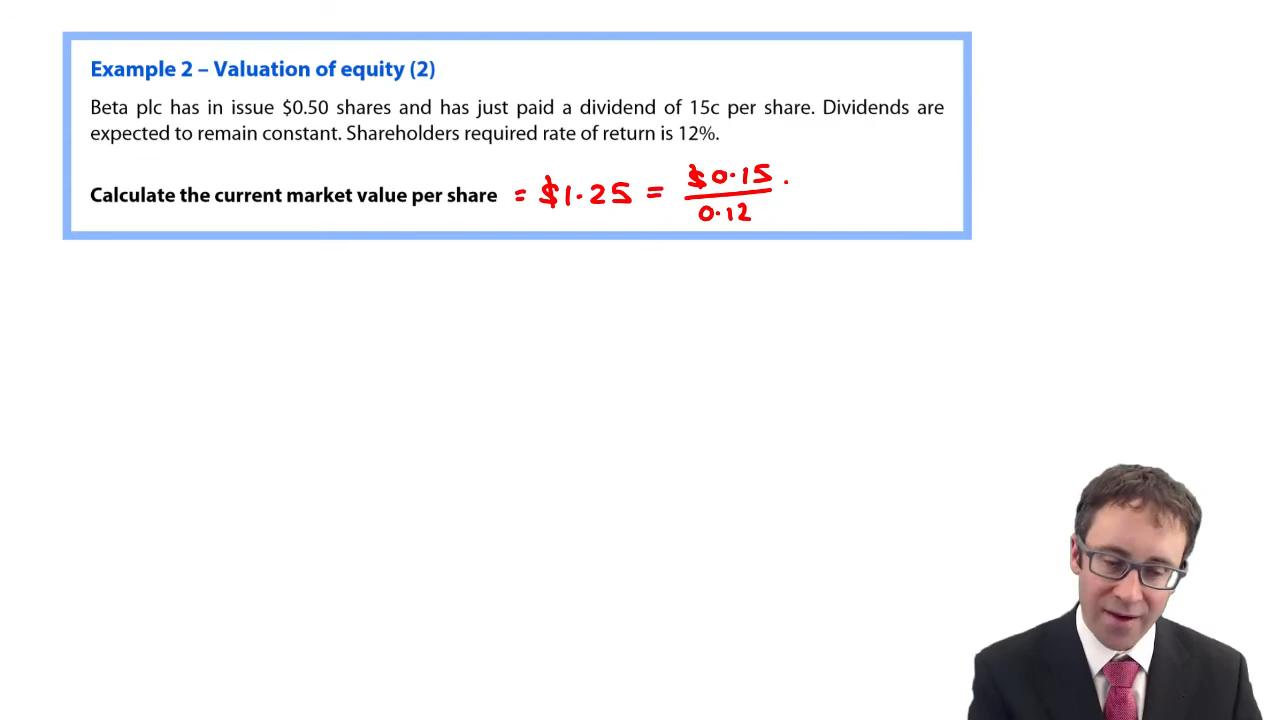 Example 2 – Valuation of equity (2)
Beta plc has in issue $0.50 shares and has just paid a dividend of 15c per share. Dividends are
expected to remain constant. Shareholders required rate of return is 12%.
Calculate the current market value per share = $1.25 = $0.15
0.12